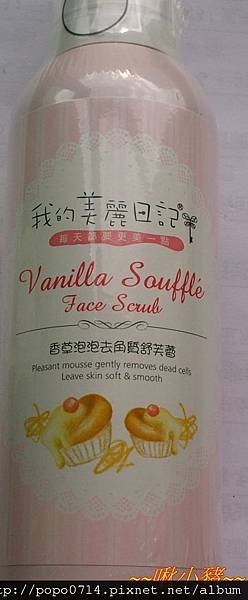 我的美麗日記®
每天都要更美一點
Vanilla Soufflé
Face Scrub
香草泡泡去角質舒芙蕾
Pleasant mousse gently removes dead cells
Leave skin soft & smooth
~~啾小豬~~
http://popo0714.pixnet.net/album